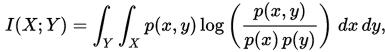 I(X;Y) = ∫_Y ∫_X p(x,y) log ( p(x,y) / p(x) p(y) ) dx dy,